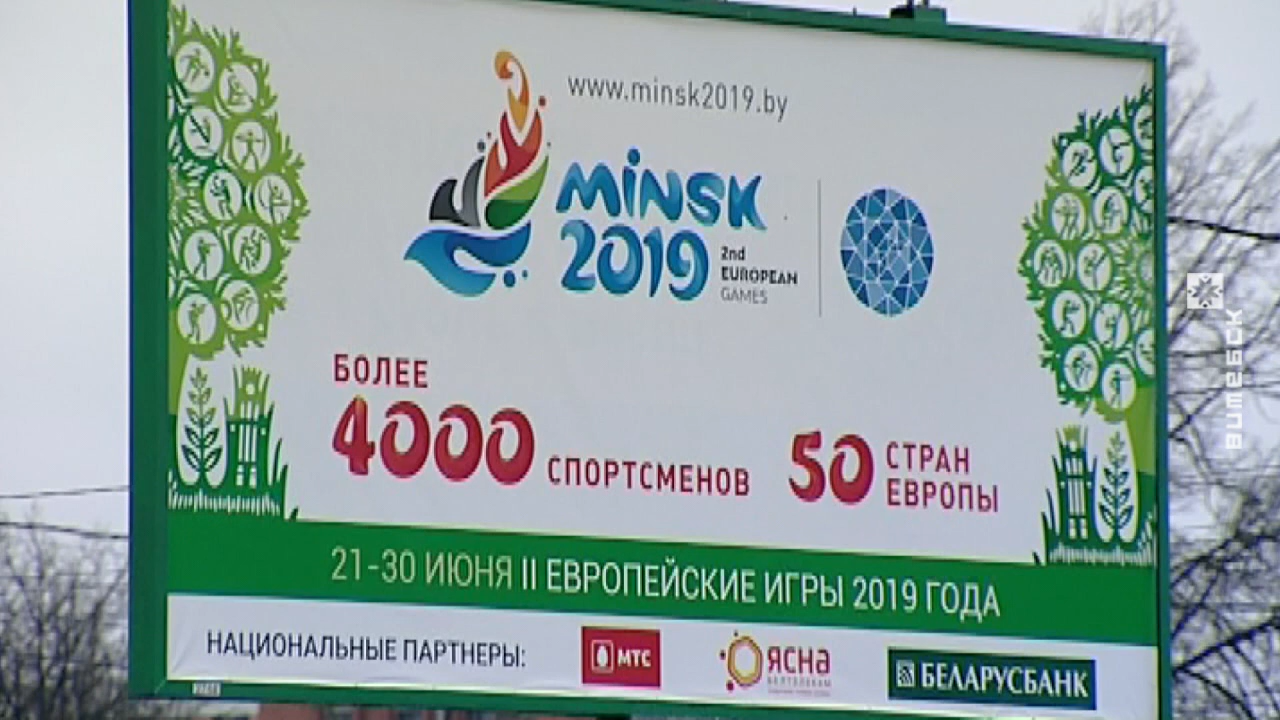 www.minsk2019.by
MINSK
2019
2nd
EUROPEAN
GAMES
БОЛЕЕ
4000 СПОРТСМЕНОВ
50 СТРАН
ЕВРОПЫ
21-30 ИЮНЯ II ЕВРОПЕЙСКИЕ ИГРЫ 2019 ГОДА
НАЦИОНАЛЬНЫЕ ПАРТНЕРЫ:
МТС
ЯСНА
БЕЛТЕЛЕКОМ
БЕЛАРУСБАНК
ВИТЕБСК